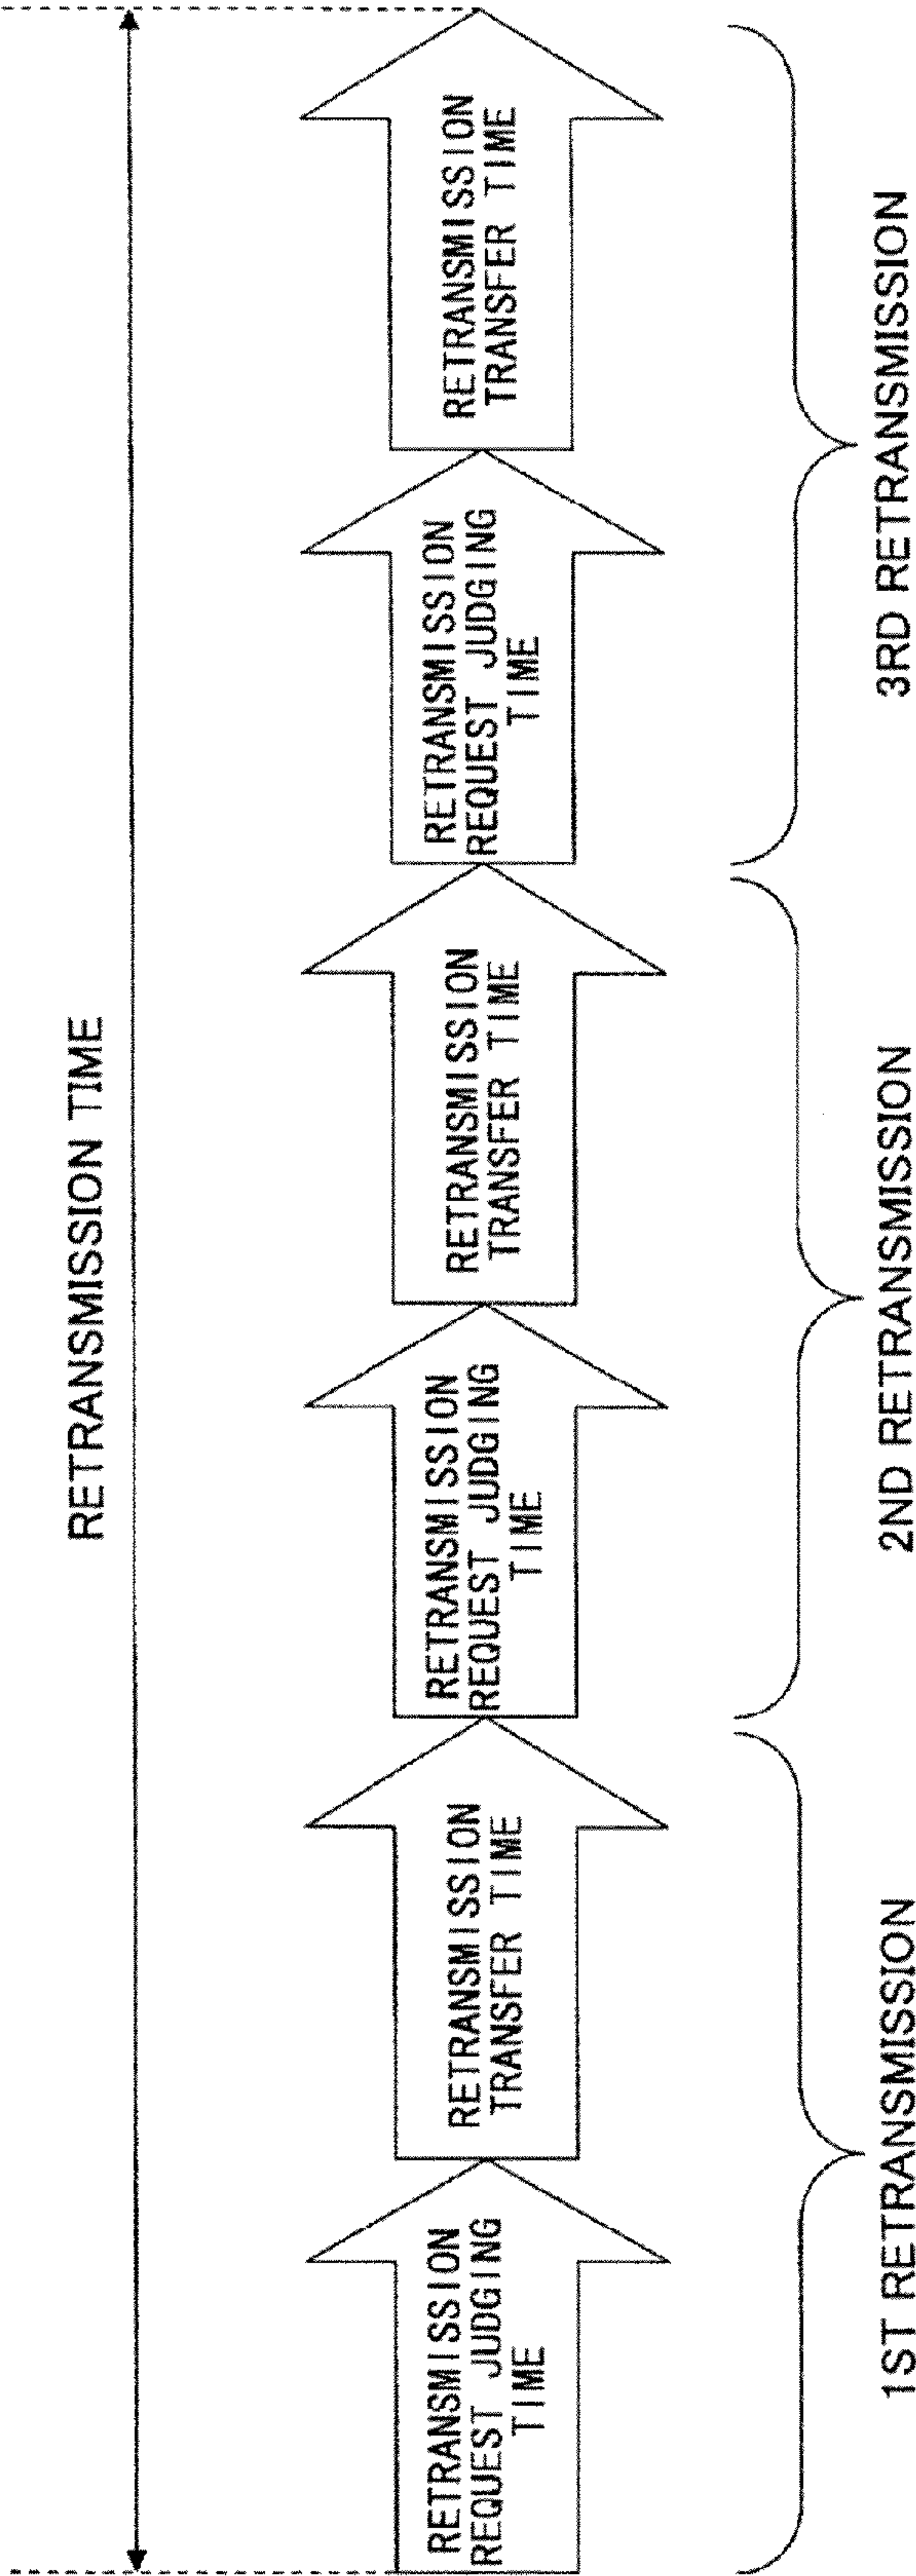 RETRANSMISSION TIME
RETRANSMISSION
REQUEST JUDGING
TIME
RETRANSMISSION
TRANSFER TIME
RETRANSMISSION
REQUEST JUDGING
TIME
RETRANSMISSION
TRANSFER TIME
RETRANSMISSION
REQUEST JUDGING
TIME
RETRANSMISSION
TRANSFER TIME
1ST RETRANSMISSION
2ND RETRANSMISSION
3RD RETRANSMISSION